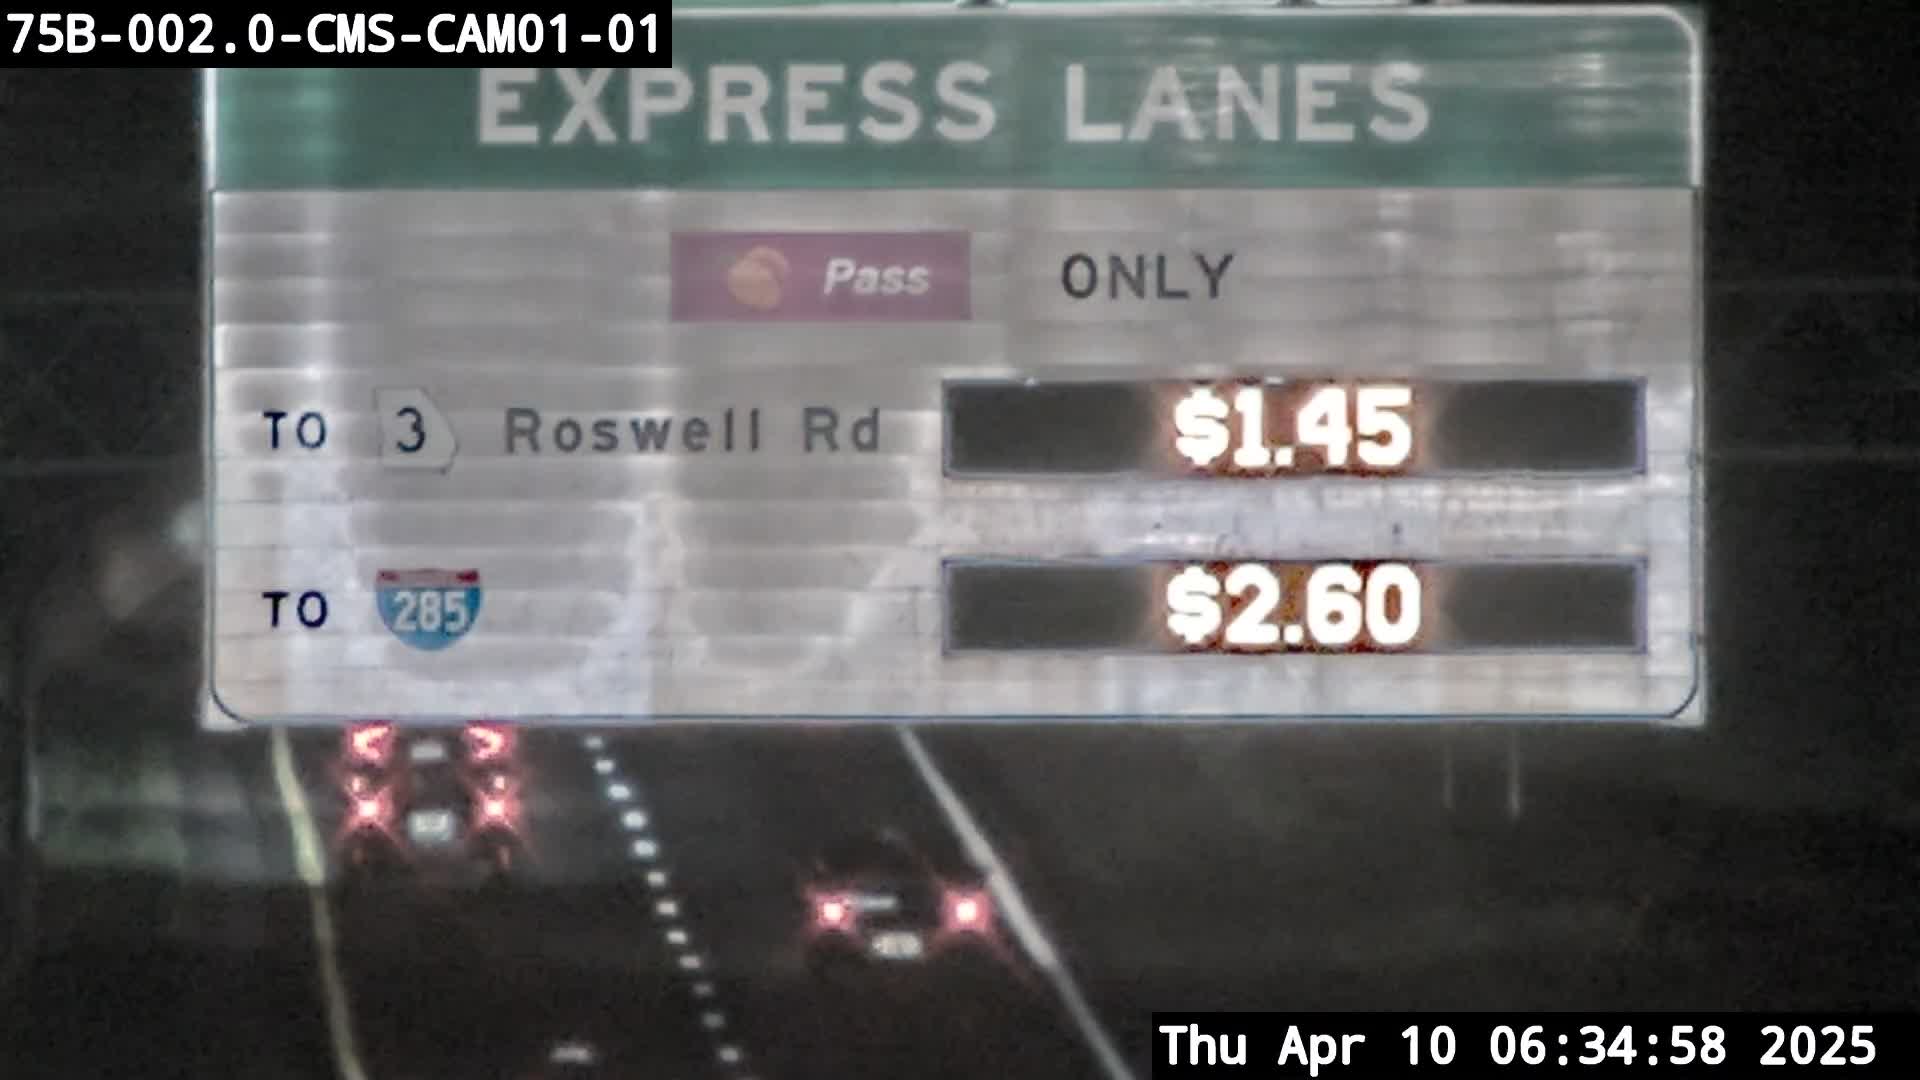 75B-002.0-CMS-CAM01-01
EXPRESS LANES
Pass ONLY
TO 3 Roswell Rd $1.45
TO 285 $2.60
Thu Apr 10 06:34:58 2025